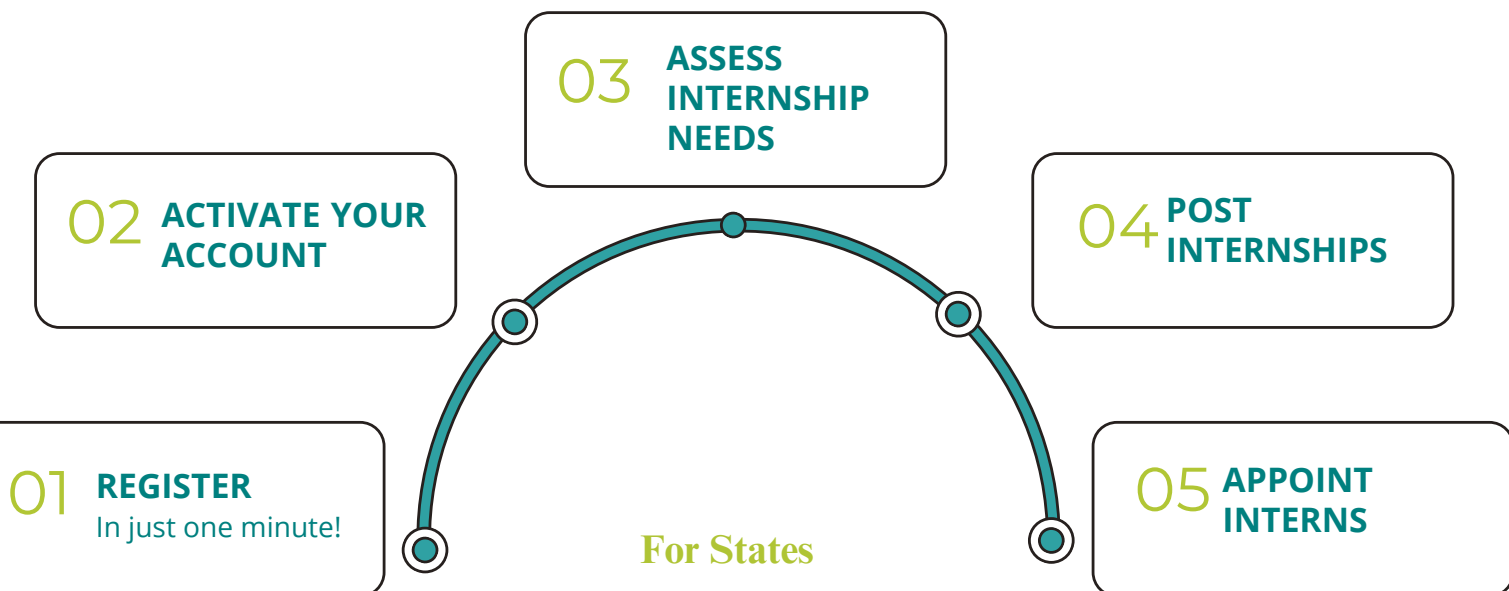 01
REGISTER
In just one minute!
02
ACTIVATE YOUR
ACCOUNT
03
ASSESS
INTERNSHIP
NEEDS
04
POST
INTERNSHIPS
05
APPOINT
INTERNS
For States